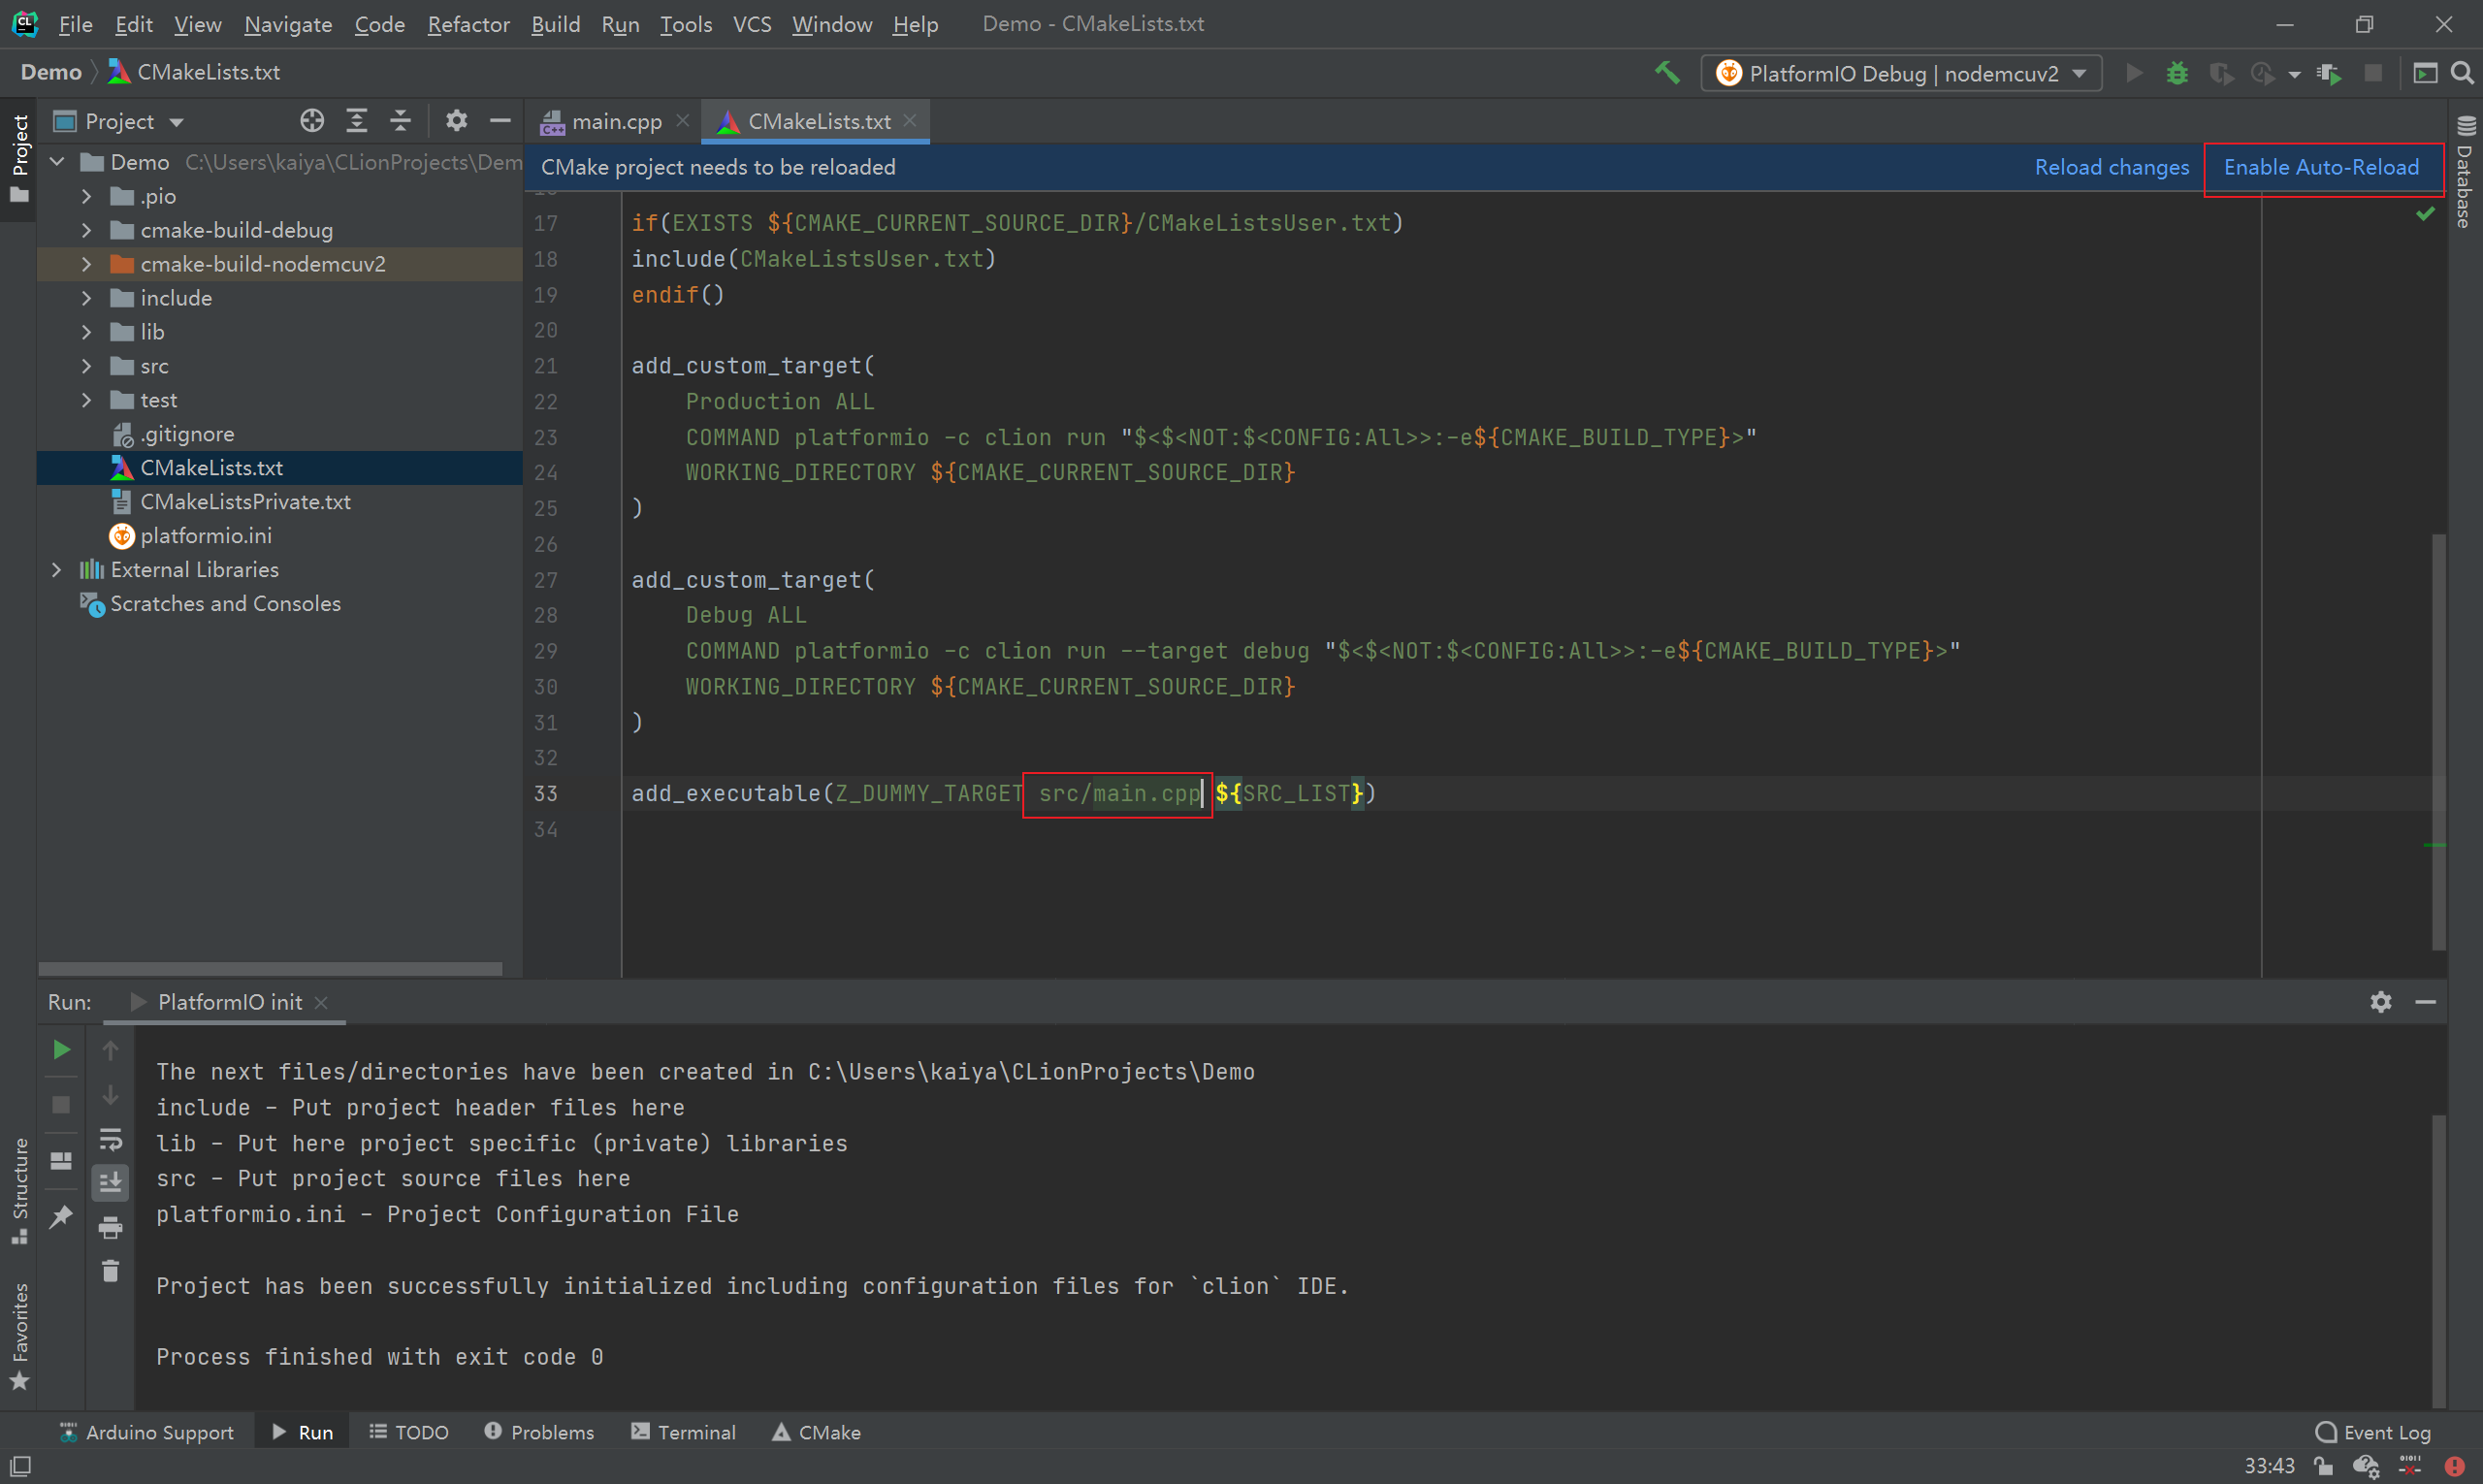 File Edit View Navigate Code Refactor Build Run Tools VCS Window Help Demo - CMakeLists.txt
Demo CMakeLists.txt
PlatformIO Debug | nodemcuv2
Project
main.cpp
CMakeLists.txt
Project
Database
Demo C:\Users\kaiya\CLionProjects\Dem
.pio
cmake-build-debug
cmake-build-nodemcuv2
include
lib
src
test
.gitignore
CMakeLists.txt
CMakeListsPrivate.txt
platformio.ini
External Libraries
Scratches and Consoles
CMake project needs to be reloaded Reload changes Enable Auto-Reload
17 if(EXISTS ${CMAKE_CURRENT_SOURCE_DIR}/CMakeListsUser.txt)
18 include(CMakeListsUser.txt)
19 endif()
20
21 add_custom_target(
22 Production ALL
23 COMMAND platformio -c clion run "$<$<NOT:$<CONFIG:All>>:-e${CMAKE_BUILD_TYPE}>"
24 WORKING_DIRECTORY ${CMAKE_CURRENT_SOURCE_DIR}
25 )
26
27 add_custom_target(
28 Debug ALL
29 COMMAND platformio -c clion run --target debug "$<$<NOT:$<CONFIG:All>>:-e${CMAKE_BUILD_TYPE}>"
30 WORKING_DIRECTORY ${CMAKE_CURRENT_SOURCE_DIR}
31 )
32
33 add_executable(Z_DUMMY_TARGET src/main.cpp ${SRC_LIST})
34
Run: PlatformIO init
The next files/directories have been created in C:\Users\kaiya\CLionProjects\Demo
include - Put project header files here
lib - Put here project specific (private) libraries
src - Put project source files here
platformio.ini - Project Configuration File
Project has been successfully initialized including configuration files for `clion` IDE.
Process finished with exit code 0
Structure
Favorites
Arduino Support Run TODO Problems Terminal CMake Event Log
33:43